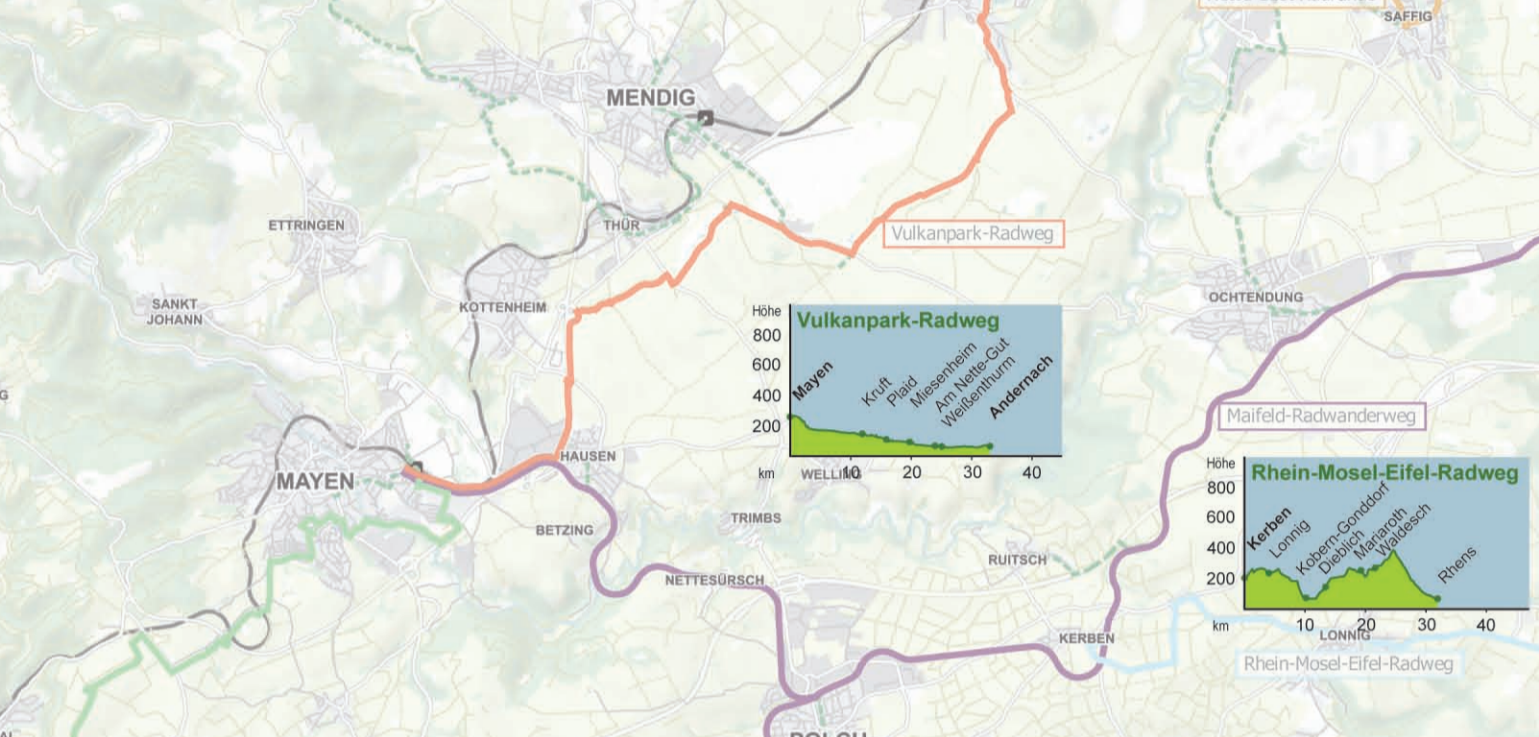 SAFFIG
MENDIG
ETTRINGEN
THÜR
Vulkanpark-Radweg
SANKT
JOHANN
KOTTENHEIM
OCHTENDUNG
Höhe
Vulkanpark-Radweg
800
600
400
200
Mayen
Kruft
Plaid
Miesenheim
Am Nette-Gut
Weißenthurm
Andernach
km
10
20
30
40
WELLING
Maifeld-Radwanderweg
HAUSEN
MAYEN
BETZING
TRIMBS
RUITSCH
NETTESÜRSCH
KERBEN
Höhe
Rhein-Mosel-Eifel-Radweg
800
600
400
200
Kerben
Lonnig
Kobern-Gonddorf
Dieblich
Mariaroth
Waldesch
Rhens
km
10
20
30
40
LONNIG
Rhein-Mosel-Eifel-Radweg